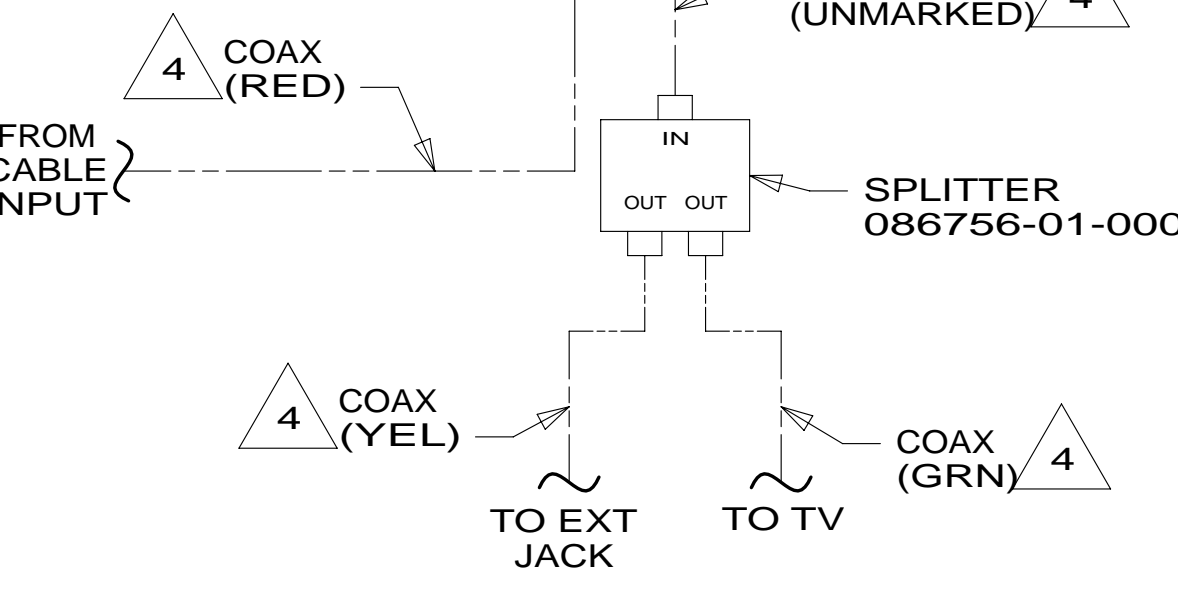 (UNMARKED) 4
4 COAX
(RED)
FROM
CABLE
INPUT
IN
OUT OUT
SPLITTER
086756-01-000
4 COAX
(YEL)
COAX
(GRN) 4
TO EXT
JACK
TO TV